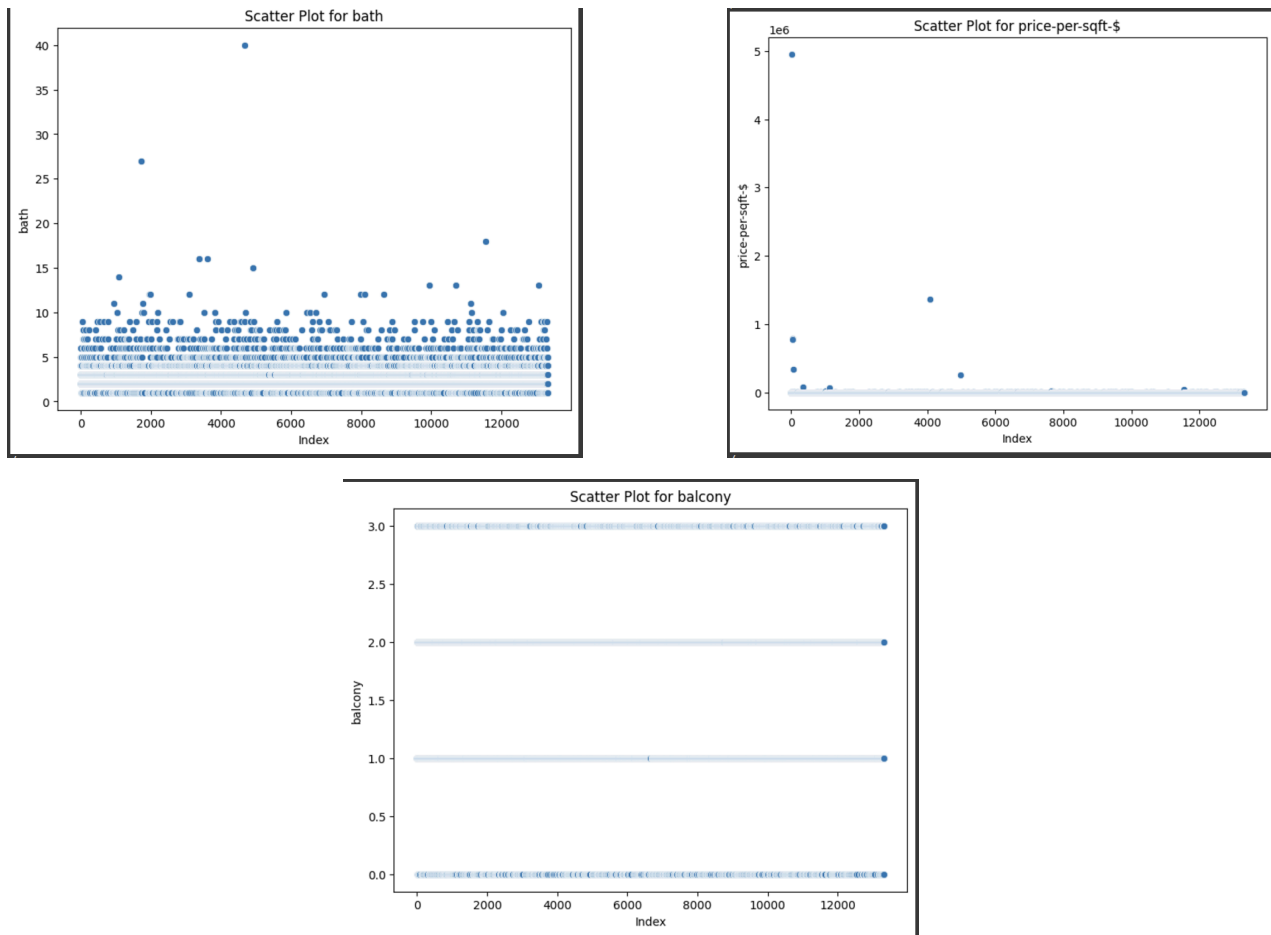 Scatter Plot for bath
40
35
30
25
20
15
10
5
0
bath
0 2000 4000 6000 8000 10000 12000
Index
Scatter Plot for price-per-sqft-$
1e6
5
4
3
2
1
0
price-per-sqft-$
0 2000 4000 6000 8000 10000 12000
Index
Scatter Plot for balcony
3.0
2.5
2.0
1.5
1.0
0.5
0.0
balcony
0 2000 4000 6000 8000 10000 12000
Index